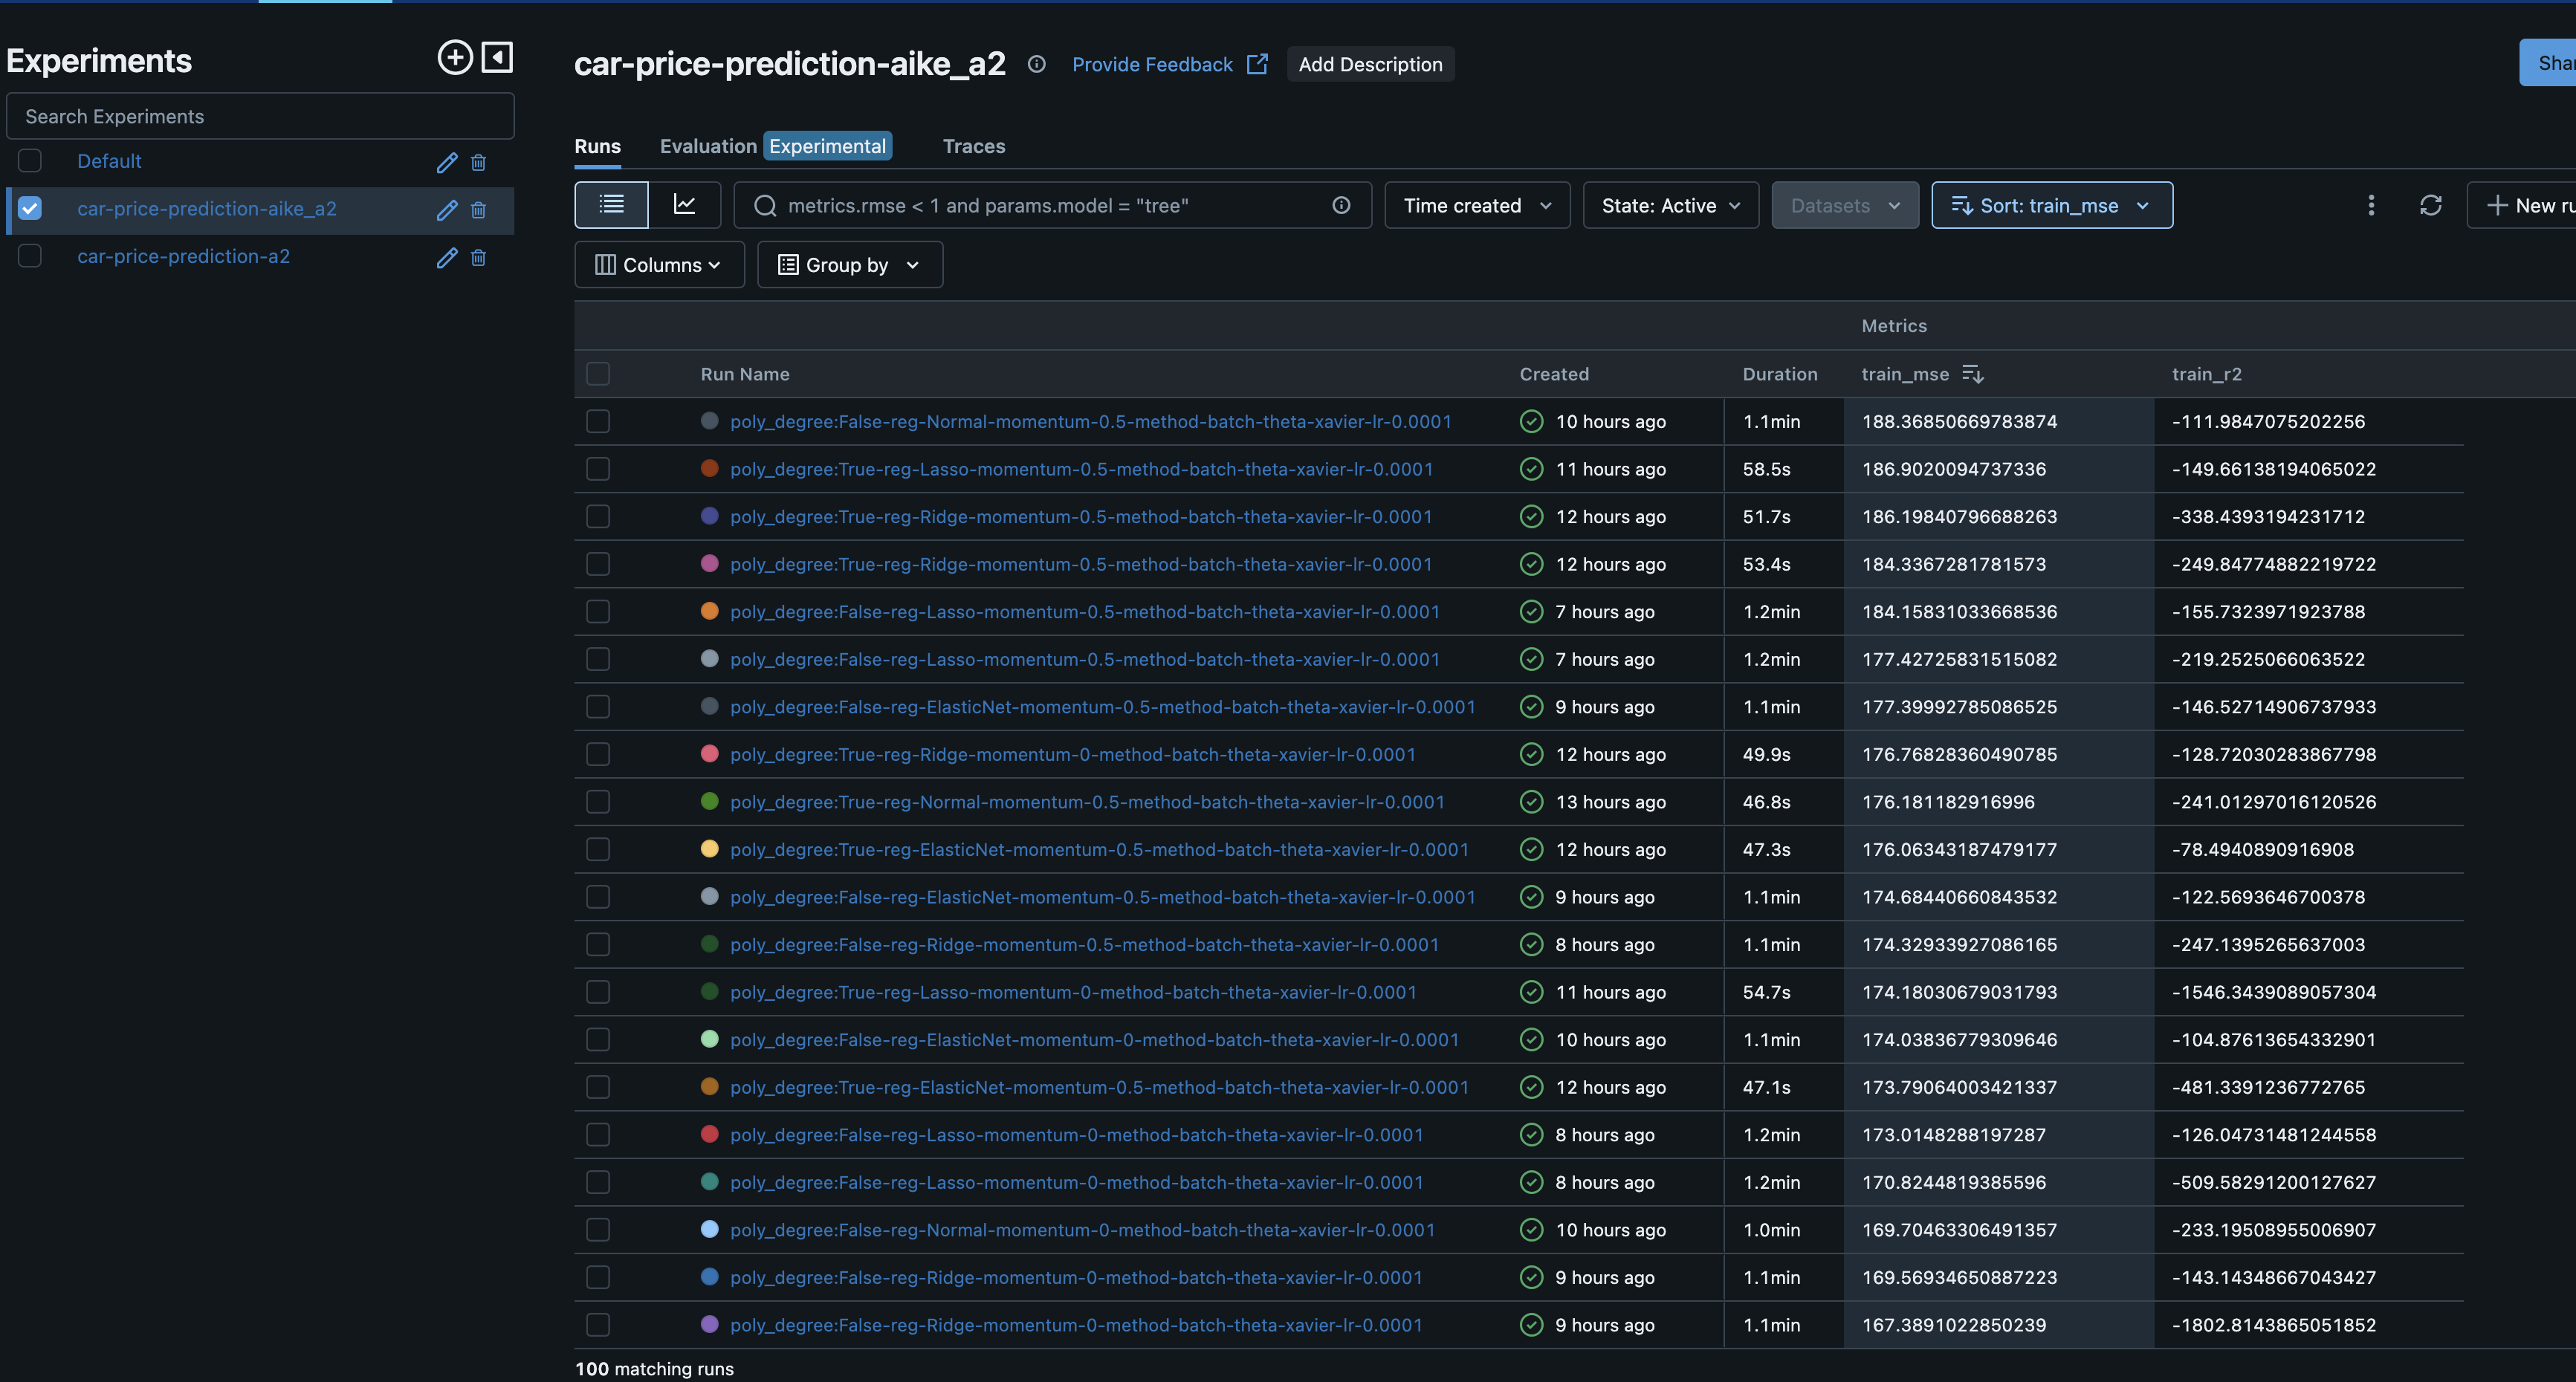 Experiments
Search Experiments
Default
car-price-prediction-aike_a2
car-price-prediction-a2
car-price-prediction-aike_a2 Provide Feedback Add Description
Runs Evaluation Experimental Traces
metrics.rmse < 1 and params.model = "tree" Time created State: Active Datasets Sort: train_mse New
Columns Group by
Metrics
Run Name Created Duration train_mse train_r2
poly_degree:False-reg-Normal-momentum-0.5-method-batch-theta-xavier-lr-0.0001 10 hours ago 1.1min 188.36850669783874 -111.9847075202256
poly_degree:True-reg-Lasso-momentum-0.5-method-batch-theta-xavier-lr-0.0001 11 hours ago 58.5s 186.9020094737336 -149.66138194065022
poly_degree:True-reg-Ridge-momentum-0.5-method-batch-theta-xavier-lr-0.0001 12 hours ago 51.7s 186.19840796688263 -338.4393194231712
poly_degree:True-reg-Ridge-momentum-0.5-method-batch-theta-xavier-lr-0.0001 12 hours ago 53.4s 184.3367281781573 -249.84774882219722
poly_degree:False-reg-Lasso-momentum-0.5-method-batch-theta-xavier-lr-0.0001 7 hours ago 1.2min 184.15831033668536 -155.7323971923788
poly_degree:False-reg-Lasso-momentum-0.5-method-batch-theta-xavier-lr-0.0001 7 hours ago 1.2min 177.42725831515082 -219.2525066063522
poly_degree:False-reg-ElasticNet-momentum-0.5-method-batch-theta-xavier-lr-0.0001 9 hours ago 1.1min 177.39992785086525 -146.52714906737933
poly_degree:True-reg-Ridge-momentum-0-method-batch-theta-xavier-lr-0.0001 12 hours ago 49.9s 176.76828360490785 -128.72030283867798
poly_degree:True-reg-Normal-momentum-0.5-method-batch-theta-xavier-lr-0.0001 13 hours ago 46.8s 176.181182916996 -241.01297016120526
poly_degree:True-reg-ElasticNet-momentum-0.5-method-batch-theta-xavier-lr-0.0001 12 hours ago 47.3s 176.06343187479177 -78.4940890916908
poly_degree:False-reg-ElasticNet-momentum-0.5-method-batch-theta-xavier-lr-0.0001 9 hours ago 1.1min 174.68440660843532 -122.5693646700378
poly_degree:False-reg-Ridge-momentum-0.5-method-batch-theta-xavier-lr-0.0001 8 hours ago 1.1min 174.32933927086165 -247.1395265637003
poly_degree:True-reg-Lasso-momentum-0-method-batch-theta-xavier-lr-0.0001 11 hours ago 54.7s 174.18030679031793 -1546.3439089057304
poly_degree:False-reg-ElasticNet-momentum-0-method-batch-theta-xavier-lr-0.0001 10 hours ago 1.1min 174.03836779309646 -104.87613654332901
poly_degree:True-reg-ElasticNet-momentum-0.5-method-batch-theta-xavier-lr-0.0001 12 hours ago 47.1s 173.79064003421337 -481.3391236772765
poly_degree:False-reg-Lasso-momentum-0-method-batch-theta-xavier-lr-0.0001 8 hours ago 1.2min 173.0148288197287 -126.04731481244558
poly_degree:False-reg-Lasso-momentum-0-method-batch-theta-xavier-lr-0.0001 8 hours ago 1.2min 170.8244819385596 -509.58291200127627
poly_degree:False-reg-Normal-momentum-0-method-batch-theta-xavier-lr-0.0001 10 hours ago 1.0min 169.70463306491357 -233.19508955006907
poly_degree:False-reg-Ridge-momentum-0-method-batch-theta-xavier-lr-0.0001 9 hours ago 1.1min 169.56934650887223 -143.14348667043427
poly_degree:False-reg-Ridge-momentum-0-method-batch-theta-xavier-lr-0.0001 9 hours ago 1.1min 167.3891022850239 -1802.8143865051852
100 matching runs